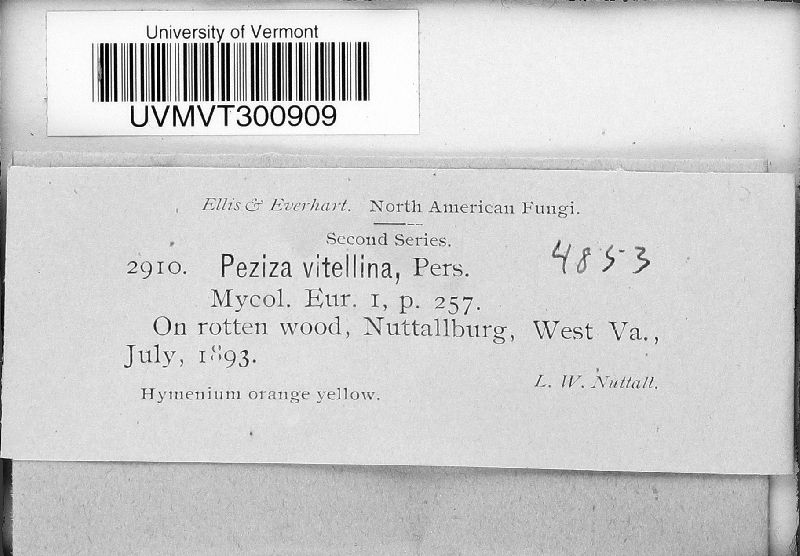 University of Vermont
UVMVT300909
Ellis & Everhart. North American Fungi.
Second Series.
2910. Peziza vitellina, Pers. 4853
Mycol. Eur. 1, p. 257.
On rotten wood, Nuttallburg, West Va.,
July, 1893.
L. W. Nuttall.
Hymenium orange yellow.